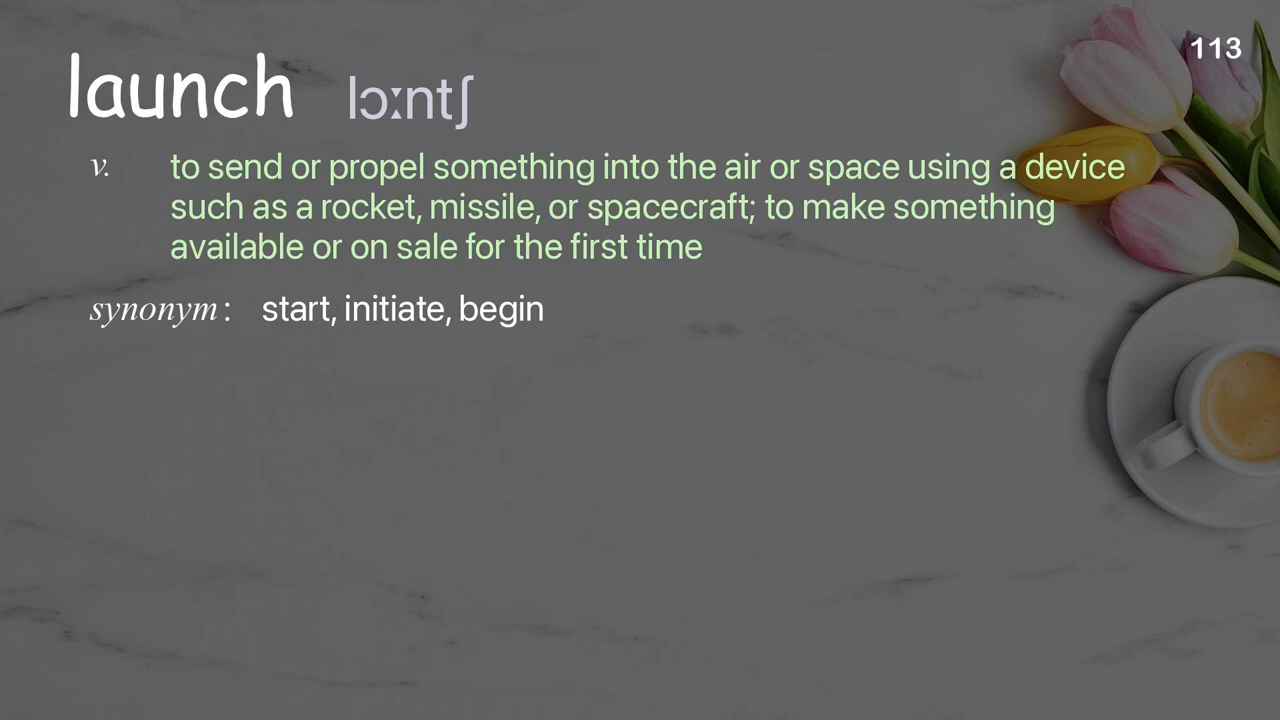 113
launch lɔːntʃ
v. to send or propel something into the air or space using a device
such as a rocket, missile, or spacecraft; to make something
available or on sale for the first time
synonym: start, initiate, begin